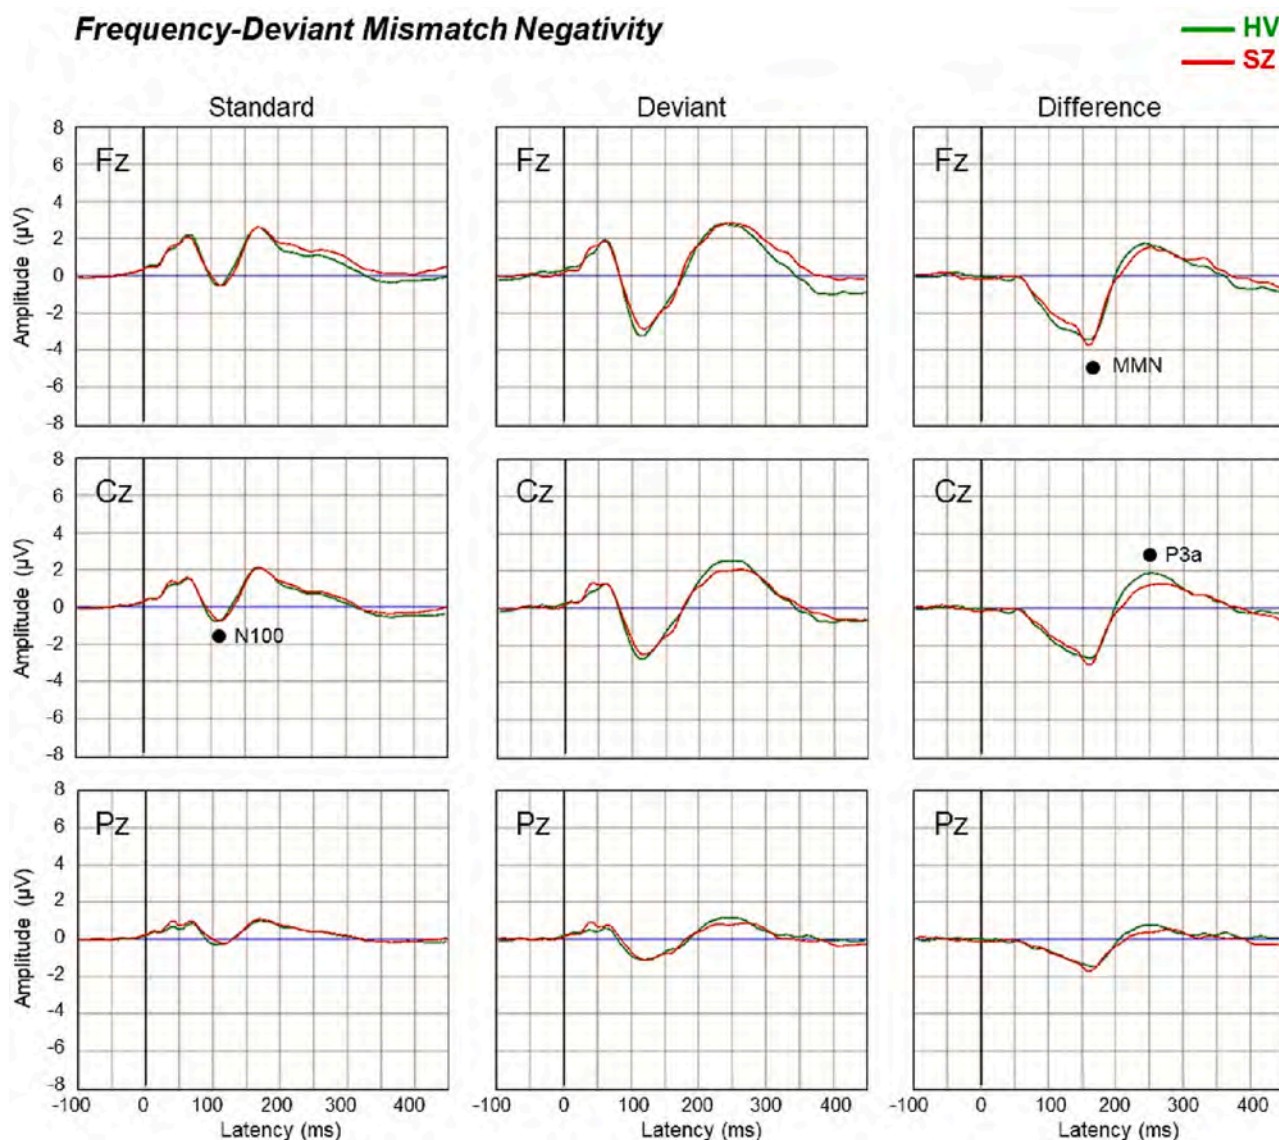 Frequency-Deviant Mismatch Negativity
HV
SZ
Standard
Deviant
Difference
Amplitude (µV)
8
6
4
2
0
-2
-4
-6
-8
Fz
Fz
Fz
MMN
Amplitude (µV)
8
6
4
2
0
-2
-4
-6
-8
Cz
N100
Cz
Cz
P3a
Amplitude (µV)
8
6
4
2
0
-2
-4
-6
-8
Pz
Pz
Pz
-100 0 100 200 300 400
-100 0 100 200 300 400
-100 0 100 200 300 400
Latency (ms)
Latency (ms)
Latency (ms)